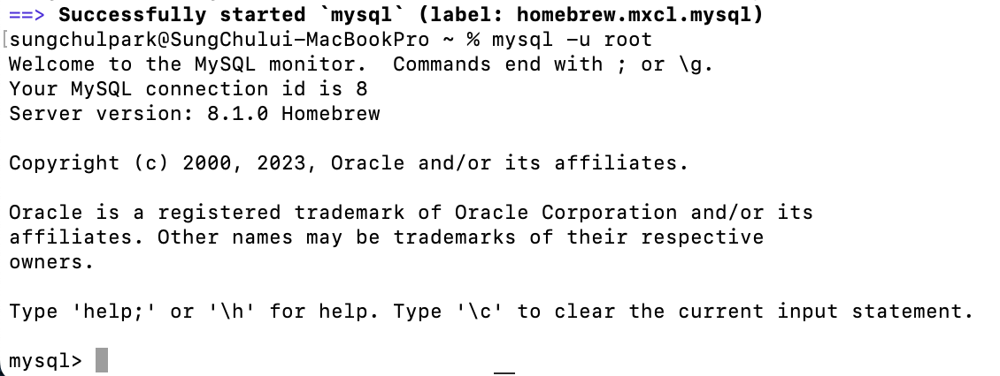 ==> Successfully started `mysql` (label: homebrew.mxcl.mysql)
[sungchulpark@SungChului-MacBookPro ~ % mysql -u root
Welcome to the MySQL monitor.  Commands end with ; or \g.
Your MySQL connection id is 8
Server version: 8.1.0 Homebrew
Copyright (c) 2000, 2023, Oracle and/or its affiliates.
Oracle is a registered trademark of Oracle Corporation and/or its
affiliates. Other names may be trademarks of their respective
owners.
Type 'help;' or '\h' for help. Type '\c' to clear the current input statement.
mysql>